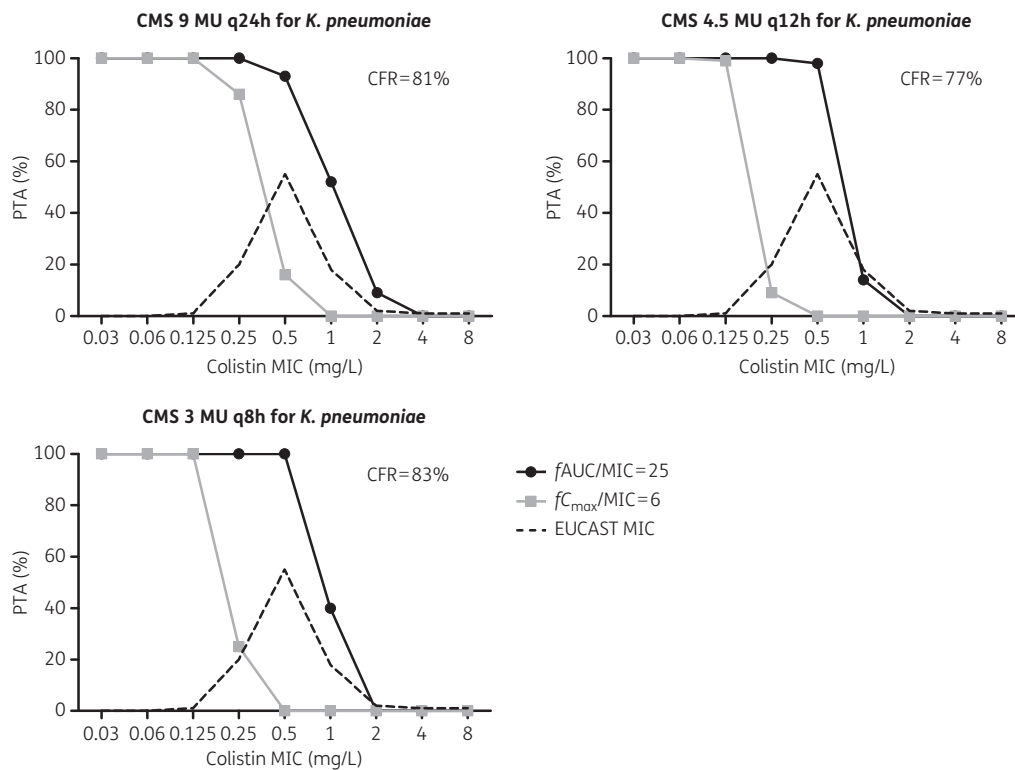 CMS 9 MU q24h for K. pneumoniae
CFR=81%
PTA (%)
100
80
60
40
20
0
0.03 0.06 0.125 0.25 0.5 1 2 4 8
Colistin MIC (mg/L)
CMS 4.5 MU q12h for K. pneumoniae
CFR=77%
PTA (%)
100
80
60
40
20
0
0.03 0.06 0.125 0.25 0.5 1 2 4 8
Colistin MIC (mg/L)
CMS 3 MU q8h for K. pneumoniae
CFR=83%
PTA (%)
100
80
60
40
20
0
0.03 0.06 0.125 0.25 0.5 1 2 4 8
Colistin MIC (mg/L)
fAUC/MIC=25
fCmax/MIC=6
EUCAST MIC